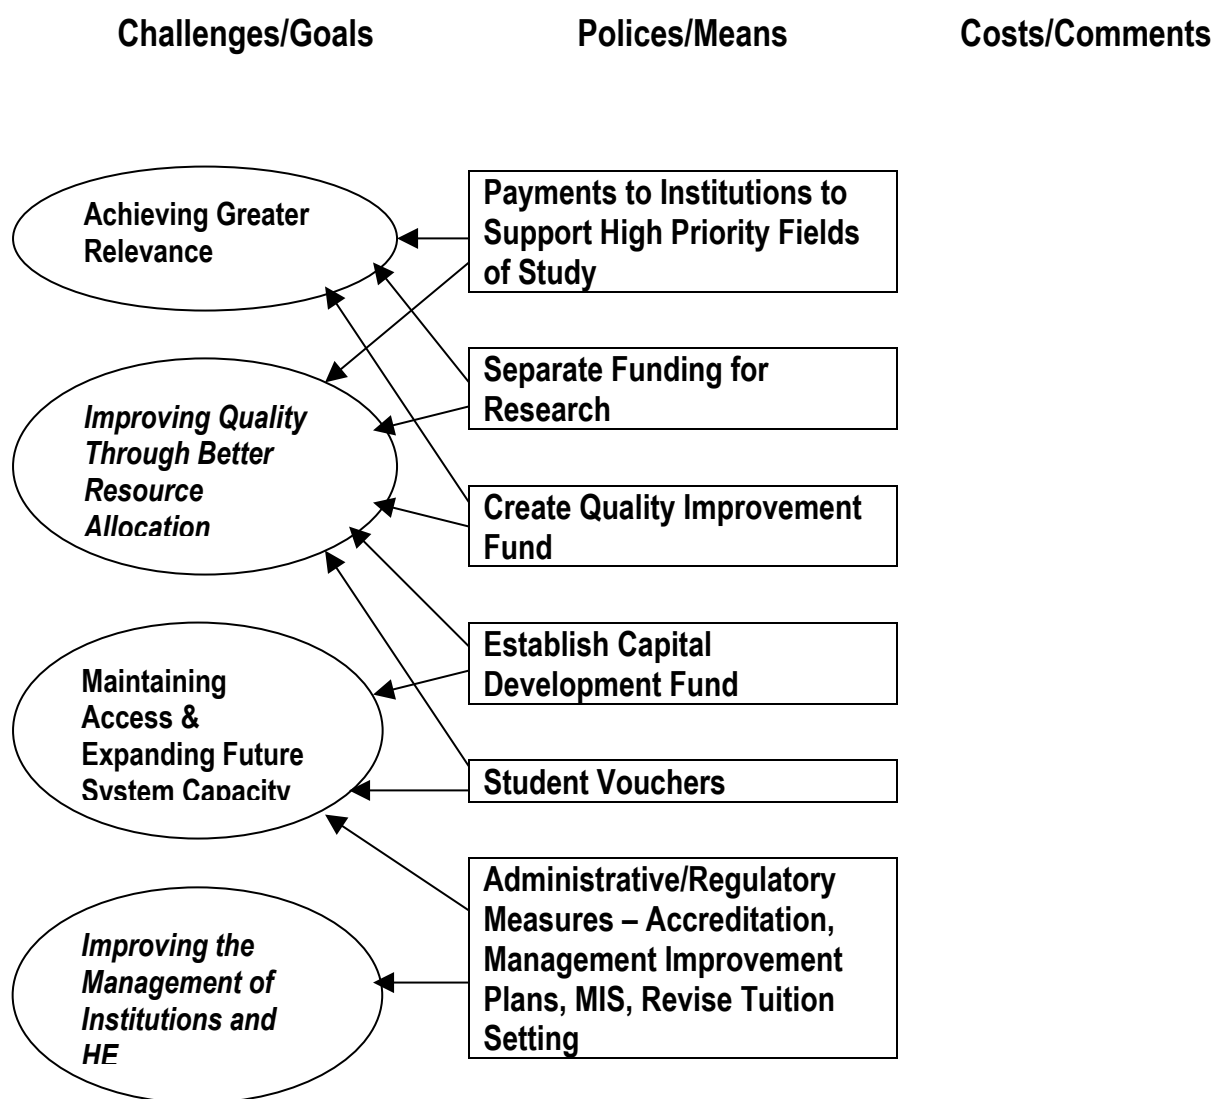 Challenges/Goals
Polices/Means
Costs/Comments
Achieving Greater
Relevance
Payments to Institutions to
Support High Priority Fields
of Study
Separate Funding for
Research
Improving Quality
Through Better
Resource
Allocation
Create Quality Improvement
Fund
Establish Capital
Development Fund
Maintaining
Access &
Expanding Future
System Capacity
Student Vouchers
Administrative/Regulatory
Measures – Accreditation,
Management Improvement
Plans, MIS, Revise Tuition
Setting
Improving the
Management of
Institutions and
HE